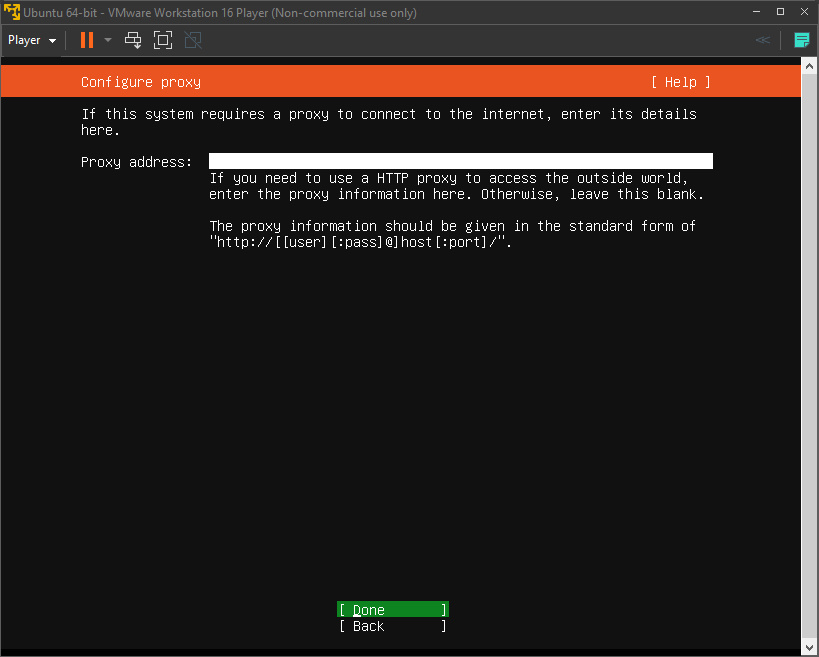 Ubuntu 64-bit - VMware Workstation 16 Player (Non-commercial use only)
Player
Configure proxy [ Help ]
If this system requires a proxy to connect to the internet, enter its details
here.
Proxy address:
If you need to use a HTTP proxy to access the outside world,
enter the proxy information here. Otherwise, leave this blank.
The proxy information should be given in the standard form of
"http://[[user][:pass]@]host[:port]/".
[ Done ]
[ Back ]